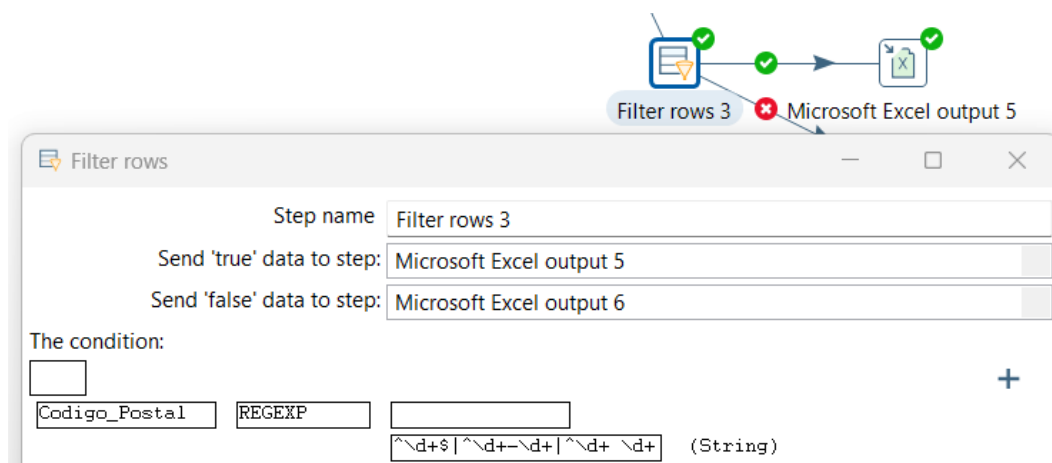 Filter rows 3
Microsoft Excel output 5
Filter rows
Step name
Filter rows 3
Send 'true' data to step:
Microsoft Excel output 5
Send 'false' data to step:
Microsoft Excel output 6
The condition:
Codigo_Postal
REGEXP
^\d+$|^\d+-\d+|^\d+ \d+
(String)